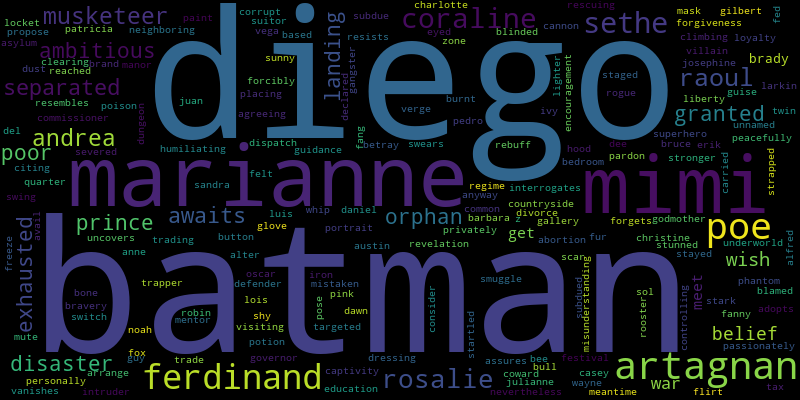 charlotte rescuing
locket paint corrupt subdue mask gilbert fed
musketeer suitor eyed cannon forgiveness
propose patricia neighboring vega based coraline blinded sethe climbing loyalty
ambitious landing resists zone villain
asylum clearing sunny gangster diego staged josephine brady
dust reached brand manor forcibly declared lighter raoul larkin
separated placing verge burnt encouragement rogue guise
resembles poison juan agreeing ivy liberty twin
commissioner pedro granted unnamed
del andrea dungeon dispatch fang swears rebuff hood dee superhero peacefully
poor severed humiliating guidance betray bedroom pardon bruce erik
citing marianne felt mimi stronger carried strapped
quarter sandra regime interrogates
swing whip daniel common anyway countryside
prince awaits luis orphan barbara z divorce forgets godmother poe
uncovers glove portrait privately get gallery christine stunned underworld
exhausted avail trading button austin revelation abortion fur wish alfred
freeze anne alter batman scar stayed
trapper oscar iron smuggle misunderstanding meet phantom
bone defender mistaken pink consider subdued sol controlling blamed
bravery robin lois pose dawn stark adopts
switch mentor shy targeted startled rooster fanny
mute noah visiting belief
fox potion passionately
disaster guy trade governor dressing assures bee festival artagnan
personally arrange ferdinand captivity rosalie coward bull casey war
vanishes intruder education julianne wayne flirt tax
nevertheless meantime